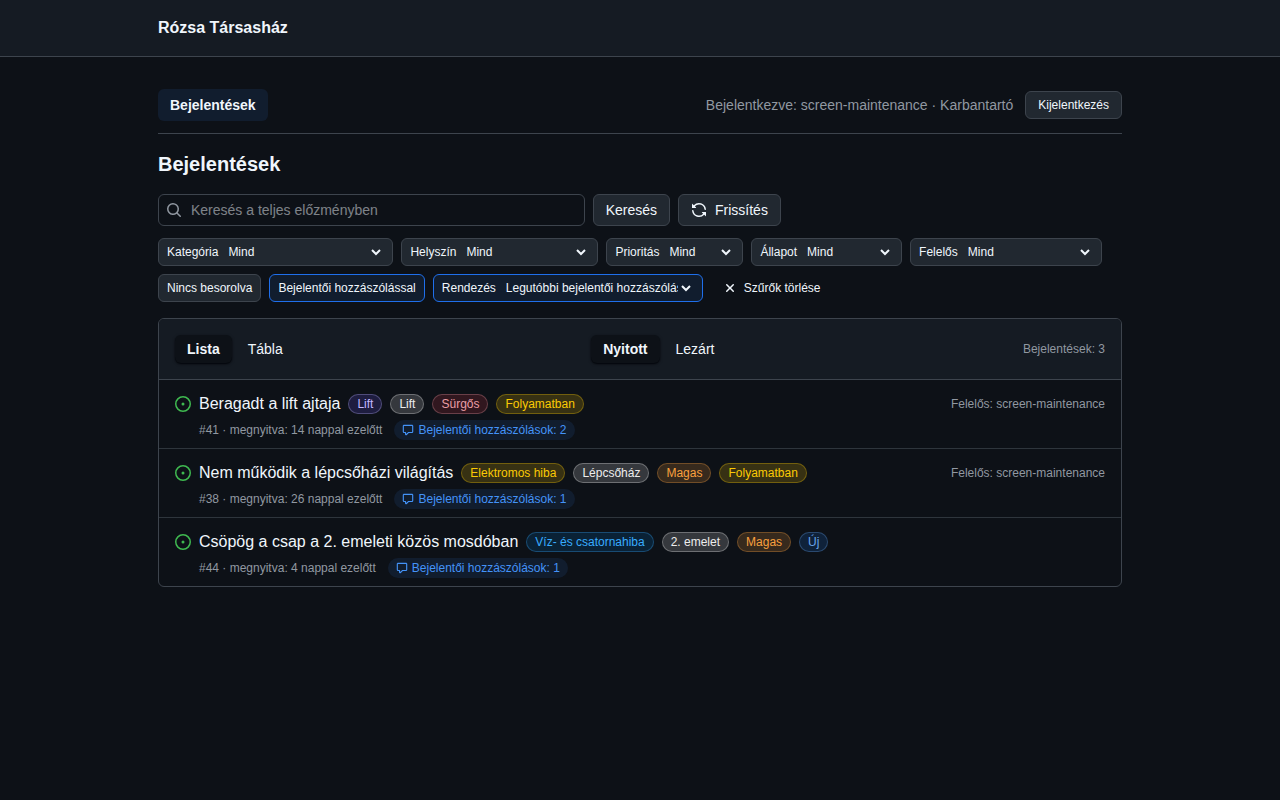 Rózsa Társasház
Bejelentések
Bejelentkezve: screen-maintenance · Karbantartó
Kijelentkezés
Bejelentések
Keresés a teljes előzményben
Keresés
Frissítés
Kategória Mind
Helyszín Mind
Prioritás Mind
Állapot Mind
Felelős Mind
Nincs besorolva
Bejelentői hozzászólással
Rendezés Legutóbbi bejelentői hozzászólás
Szűrők törlése
Lista
Tábla
Nyitott
Lezárt
Bejelentések: 3
Beragadt a lift ajtaja Lift Lift Sürgős Folyamatban
Felelős: screen-maintenance
#41 · megnyitva: 14 nappal ezelőtt Bejelentői hozzászólások: 2
Nem működik a lépcsőházi világítás Elektromos hiba Lépcsőház Magas Folyamatban
Felelős: screen-maintenance
#38 · megnyitva: 26 nappal ezelőtt Bejelentői hozzászólások: 1
Csöpög a csap a 2. emeleti közös mosdóban Víz- és csatornahiba 2. emelet Magas Új
#44 · megnyitva: 4 nappal ezelőtt Bejelentői hozzászólások: 1